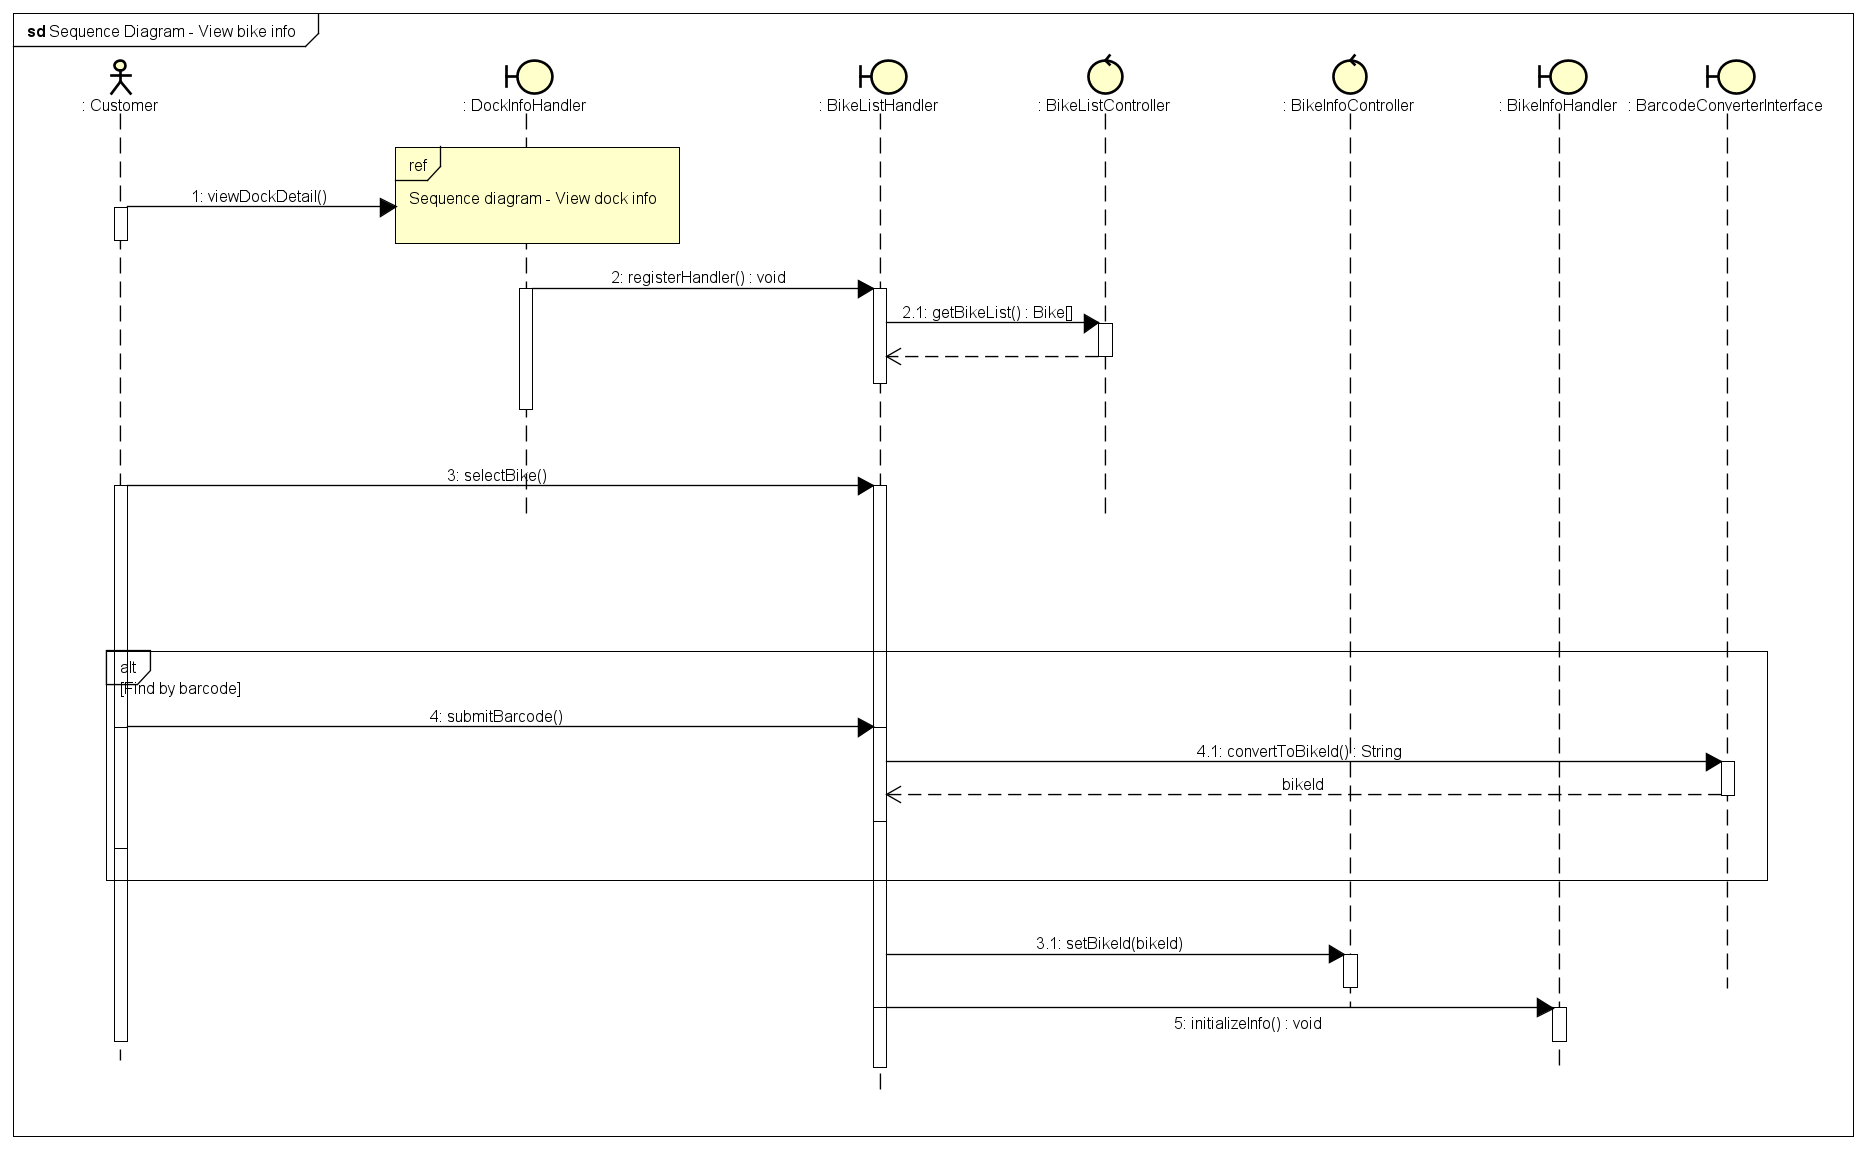 sd Sequence Diagram - View bike info
: Customer
: DockInfoHandler
: BikeListHandler
: BikeListController
: BikeInfoController
: BikeInfoHandler
: BarcodeConverterInterface
ref
Sequence diagram - View dock info
1: viewDockDetail()
2: registerHandler() : void
2.1: getBikeList() : Bike[]
3: selectBike()
alt
[Find by barcode]
4: submitBarcode()
4.1: convertToBikeId() : String
bikeId
3.1: setBikeId(bikeId)
5: initializeInfo() : void